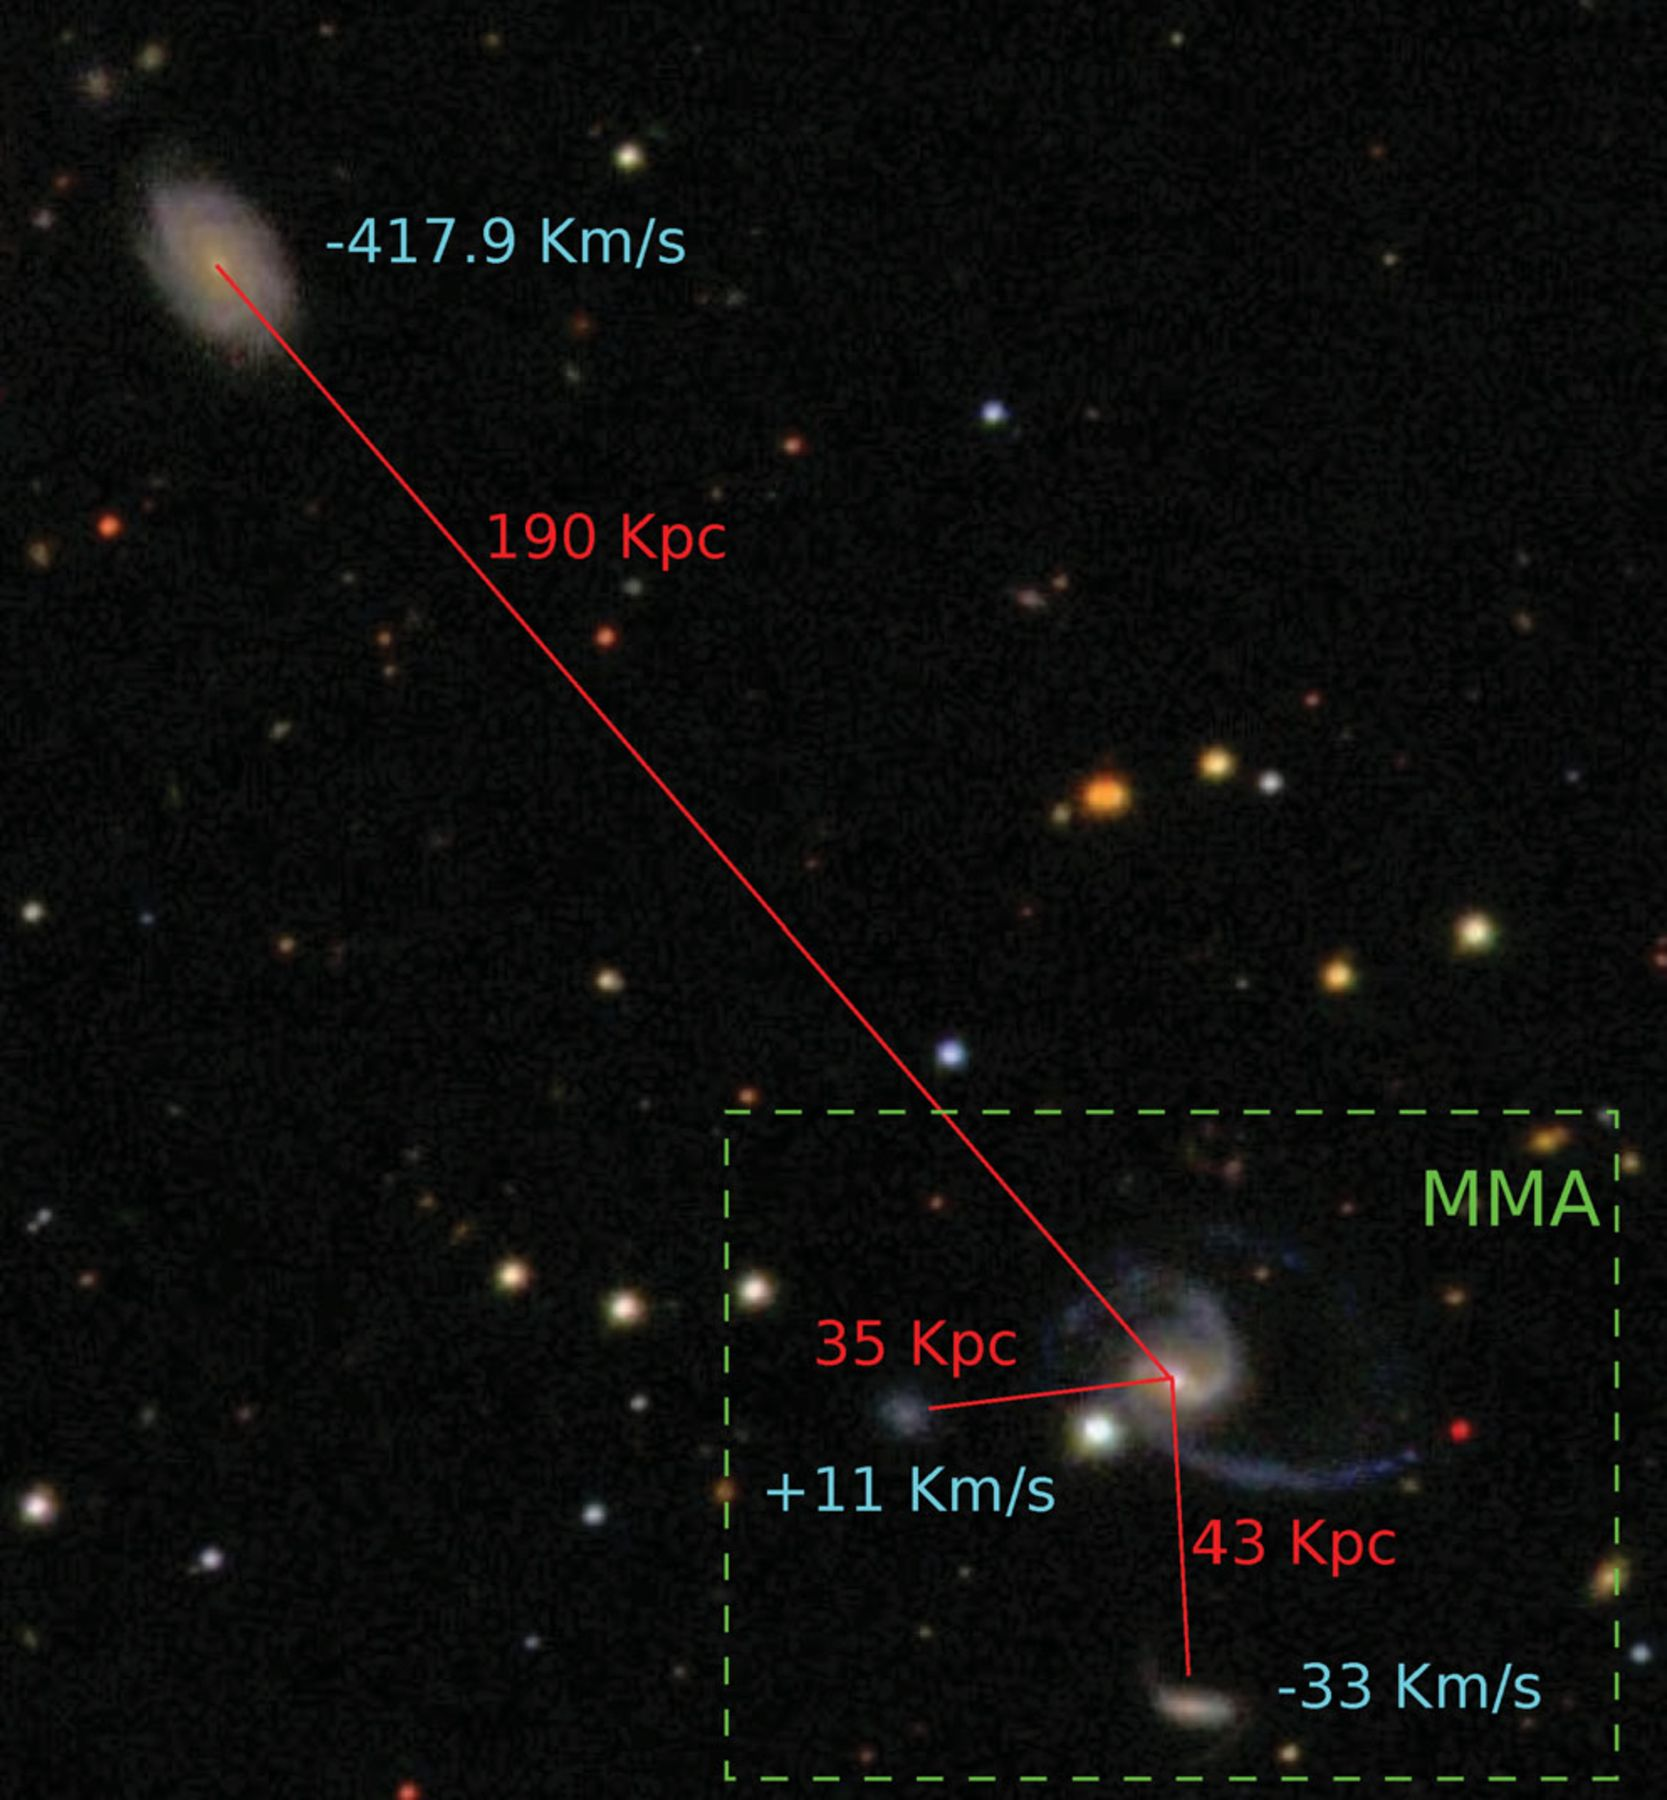 -417.9 Km/s
190 Kpc
MMA
35 Kpc
+11 Km/s
43 Kpc
-33 Km/s